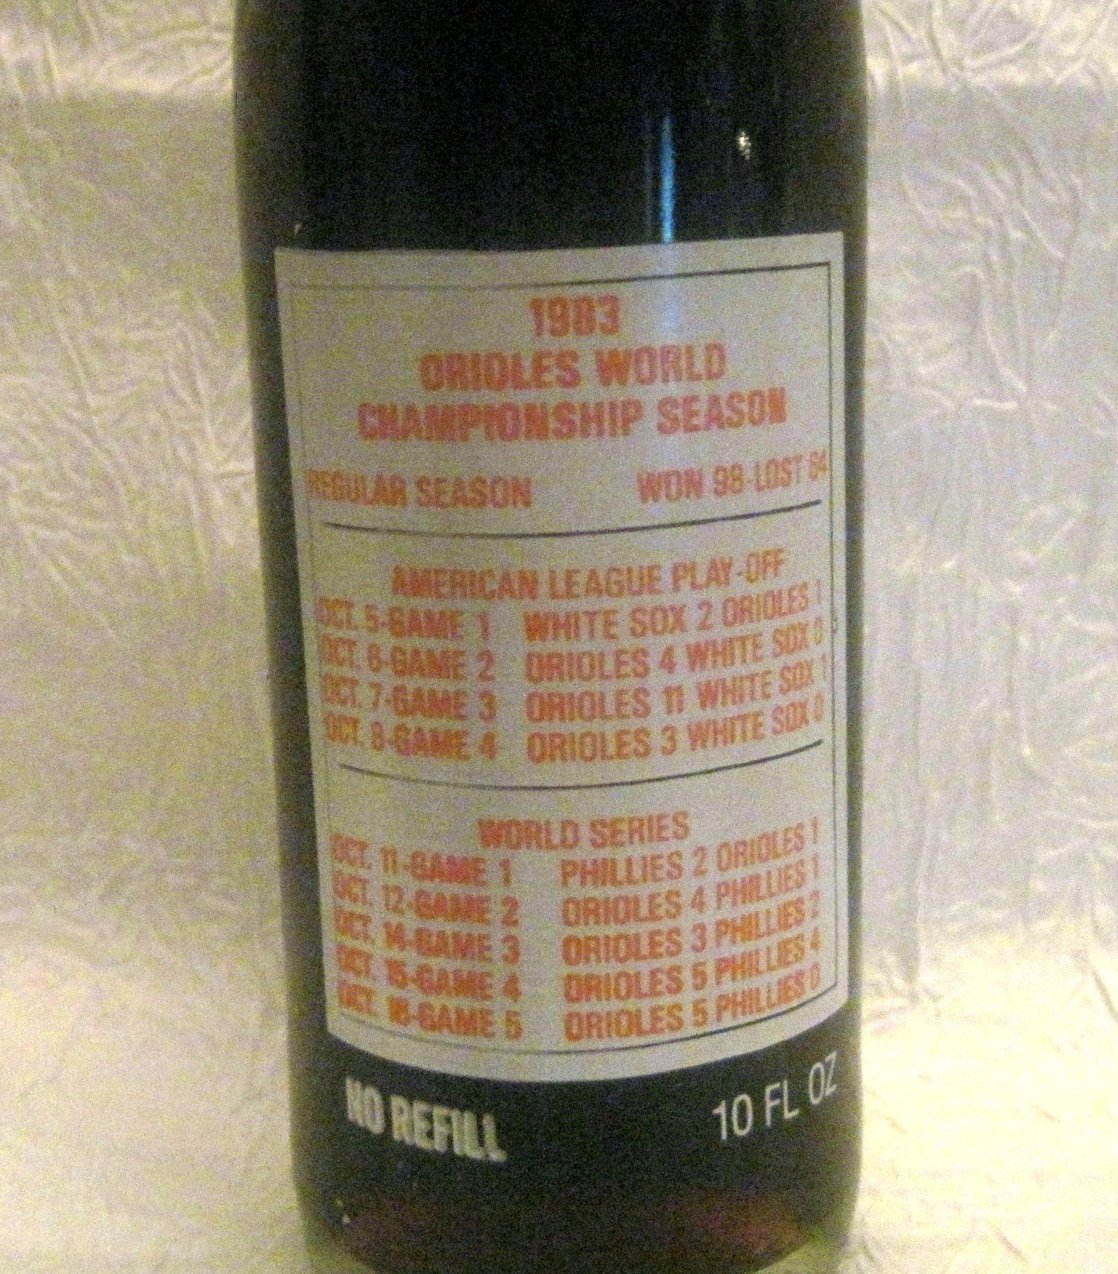 1983
ORIOLES WORLD
CHAMPIONSHIP SEASON
REGULAR SEASON WON 98-LOST 64
AMERICAN LEAGUE PLAY-OFF
OCT. 5-GAME 1 WHITE SOX 2 ORIOLES 1
OCT. 6-GAME 2 ORIOLES 4 WHITE SOX 0
OCT. 7-GAME 3 ORIOLES 11 WHITE SOX 1
OCT. 8-GAME 4 ORIOLES 3 WHITE SOX 0
WORLD SERIES
OCT. 11-GAME 1 PHILLIES 2 ORIOLES 1
OCT. 12-GAME 2 ORIOLES 4 PHILLIES 1
OCT. 14-GAME 3 ORIOLES 3 PHILLIES 2
OCT. 15-GAME 4 ORIOLES 5 PHILLIES 4
OCT. 16-GAME 5 ORIOLES 5 PHILLIES 0
NO REFILL 10 FL OZ